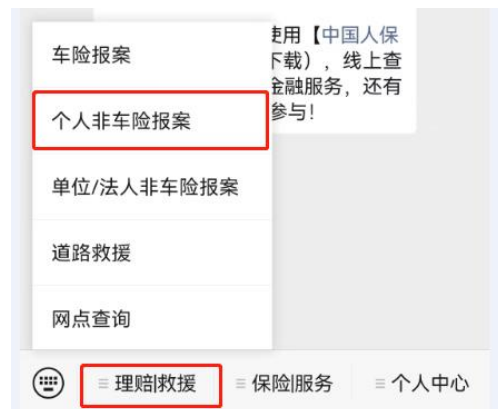 使用【中国人保
下载），线上查
金融服务，还有
参与！
车险报案
个人非车险报案
单位/法人非车险报案
道路救援
网点查询
理赔|救援
保险|服务
个人中心